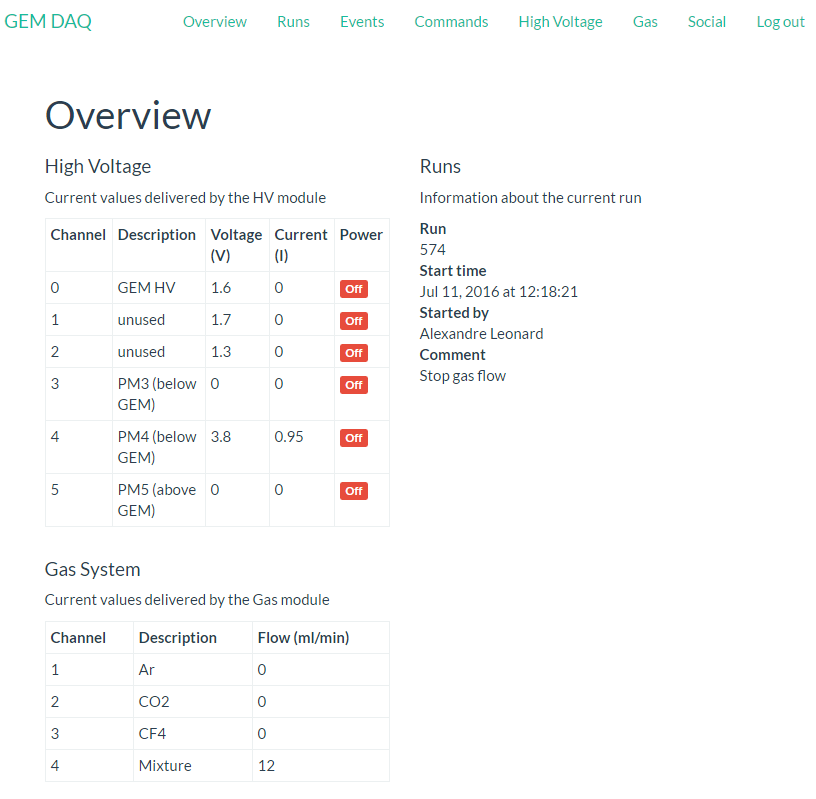 GEM DAQ Overview Runs Events Commands High Voltage Gas Social Log out
Overview
High Voltage
Current values delivered by the HV module
Channel Description Voltage (V) Current (I) Power
0 GEM HV 1.6 0 Off
1 unused 1.7 0 Off
2 unused 1.3 0 Off
3 PM3 (below GEM) 0 0 Off
4 PM4 (below GEM) 3.8 0.95 Off
5 PM5 (above GEM) 0 0 Off
Gas System
Current values delivered by the Gas module
Channel Description Flow (ml/min)
1 Ar 0
2 CO2 0
3 CF4 0
4 Mixture 12
Runs
Information about the current run
Run
574
Start time
Jul 11, 2016 at 12:18:21
Started by
Alexandre Leonard
Comment
Stop gas flow